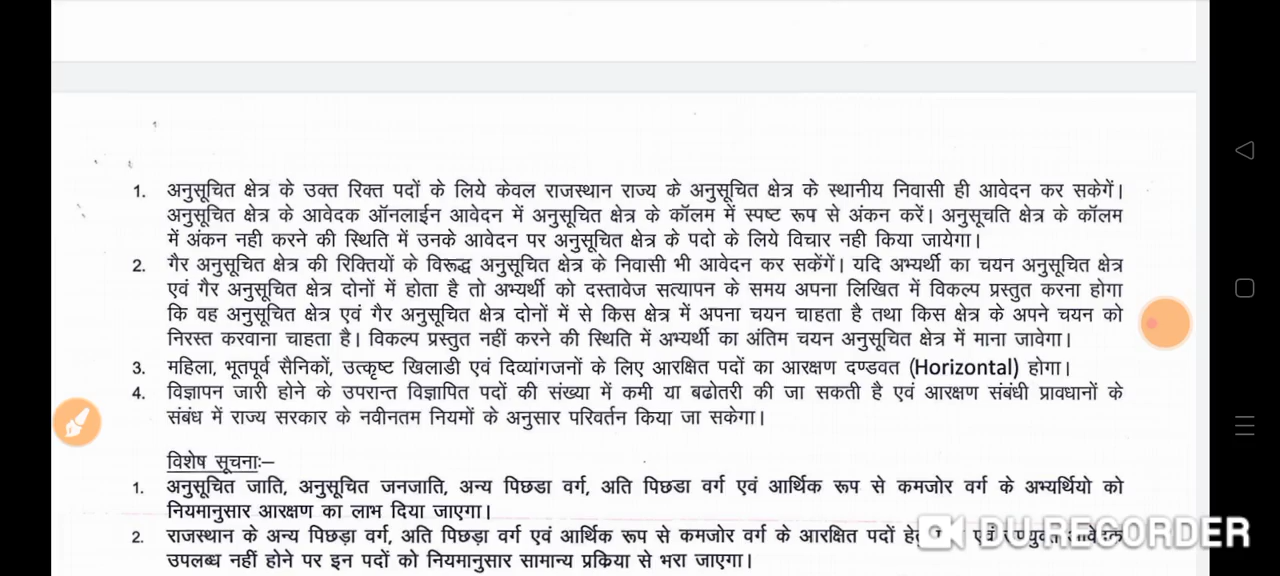 1. अनुसूचित क्षेत्र के उक्त रिक्त पदों के लिये केवल राजस्थान राज्य के अनुसूचित क्षेत्र के स्थानीय निवासी ही आवेदन कर सकेगें।
अनुसूचित क्षेत्र के आवेदक ऑनलाईन आवेदन में अनुसूचित क्षेत्र के कॉलम में स्पष्ट रूप से अंकन करें। अनुसूचति क्षेत्र के कॉलम
में अंकन नही करने की स्थिति में उनके आवेदन पर अनुसूचित क्षेत्र के पदो के लिये विचार नही किया जायेगा।
2. गैर अनुसूचित क्षेत्र की रिक्तियों के विरूद्ध अनुसूचित क्षेत्र के निवासी भी आवेदन कर सकेंगें। यदि अभ्यर्थी का चयन अनुसूचित क्षेत्र
एवं गैर अनुसूचित क्षेत्र दोनों में होता है तो अभ्यर्थी को दस्तावेज सत्यापन के समय अपना लिखित में विकल्प प्रस्तुत करना होगा
कि वह अनुसूचित क्षेत्र एवं गैर अनुसूचित क्षेत्र दोनों में से किस क्षेत्र में अपना चयन चाहता है तथा किस क्षेत्र के अपने चयन को
निरस्त करवाना चाहता है। विकल्प प्रस्तुत नहीं करने की स्थिति में अभ्यर्थी का अंतिम चयन अनुसूचित क्षेत्र में माना जावेगा।
3. महिला, भूतपूर्व सैनिकों, उत्कृष्ट खिलाडी एवं दिव्यांगजनों के लिए आरक्षित पदों का आरक्षण दण्डवत (Horizontal) होगा।
4. विज्ञापन जारी होने के उपरान्त विज्ञापित पदों की संख्या में कमी या बढोतरी की जा सकती है एवं आरक्षण संबंधी प्रावधानों के
संबंध में राज्य सरकार के नवीनतम नियमों के अनुसार परिवर्तन किया जा सकेगा।
विशेष सूचनाः–
1. अनुसूचित जाति, अनुसूचित जनजाति, अन्य पिछडा वर्ग, अति पिछडा वर्ग एवं आर्थिक रूप से कमजोर वर्ग के अभ्यर्थियो को
नियमानुसार आरक्षण का लाभ दिया जाएगा।
2. राजस्थान के अन्य पिछड़ा वर्ग, अति पिछड़ा वर्ग एवं आर्थिक रूप से कमजोर वर्ग के आरक्षित पदों
उपलब्ध नहीं होने पर इन पदों को नियमानुसार सामान्य प्रकिया से भरा जाएगा।
DU RECORDER